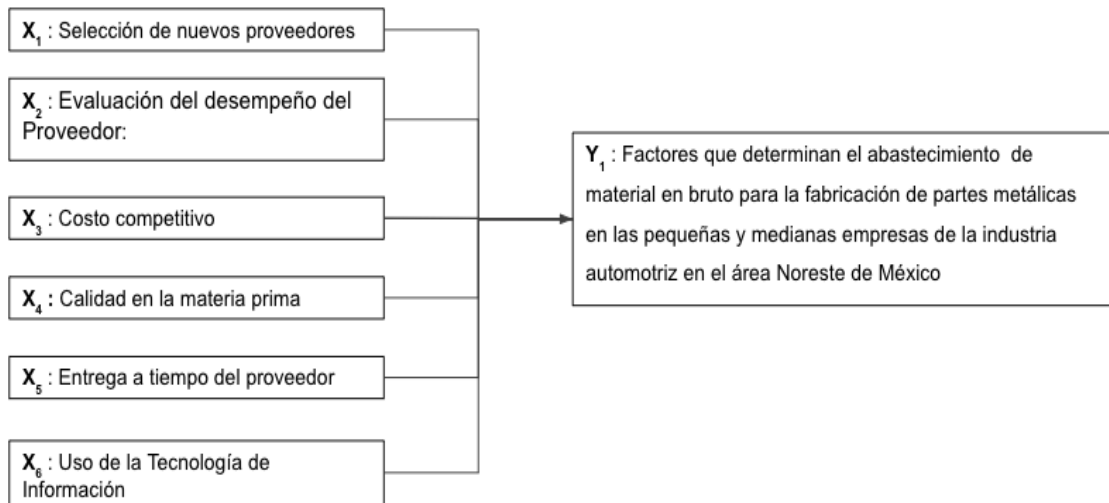 X₁ : Selección de nuevos proveedores
X₂ : Evaluación del desempeño del
Proveedor:
X₃ : Costo competitivo
X₄ : Calidad en la materia prima
X₅ : Entrega a tiempo del proveedor
X₆ : Uso de la Tecnología de
Información
Y₁ : Factores que determinan el abastecimiento de
material en bruto para la fabricación de partes metálicas
en las pequeñas y medianas empresas de la industria
automotriz en el área Noreste de México